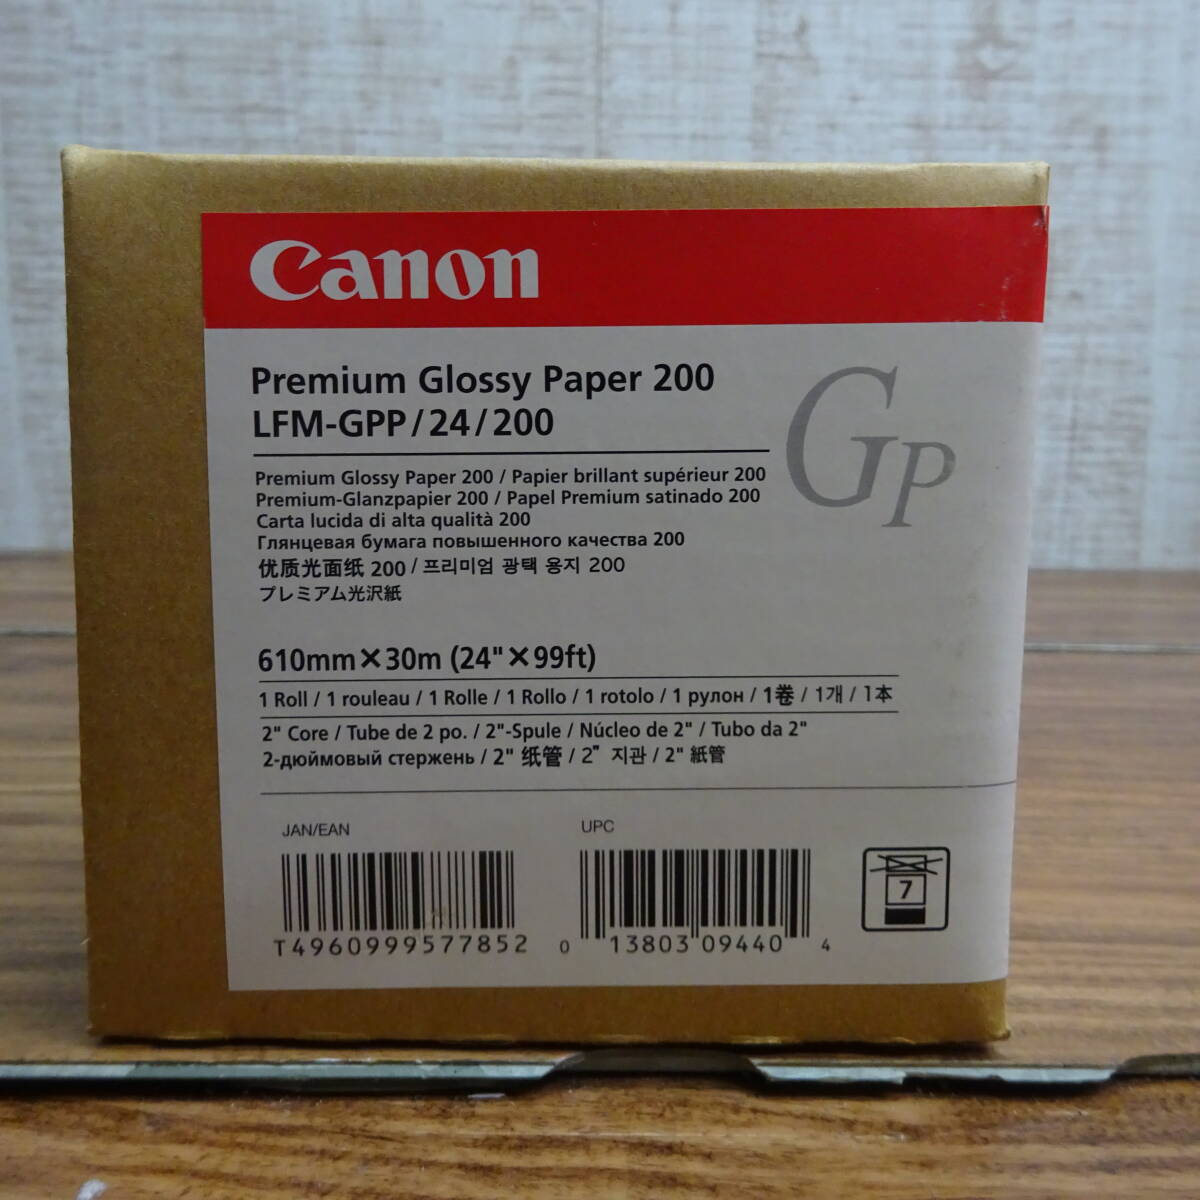 Canon
Premium Glossy Paper 200
LFM-GPP/24/200
GP
Premium Glossy Paper 200 / Papier brillant supérieur 200
Premium-Glanzpapier 200 / Papel Premium satinado 200
Carta lucida di alta qualità 200
Глянцевая бумага повышенного качества 200
优质光面纸 200 / 프리미엄 광택 용지 200
プレミアム光沢紙
610mm×30m (24"×99ft)
1 Roll / 1 rouleau / 1 Rolle / 1 Rollo / 1 rotolo / 1 рулон / 1卷 / 1개 / 1本
2" Core / Tube de 2 po. / 2"-Spule / Núcleo de 2" / Tubo da 2"
2-дюймовый стержень / 2" 纸管 / 2” 지관 / 2" 紙管
JAN/EAN
UPC
T4960999577852
0 13803 09440 4
7